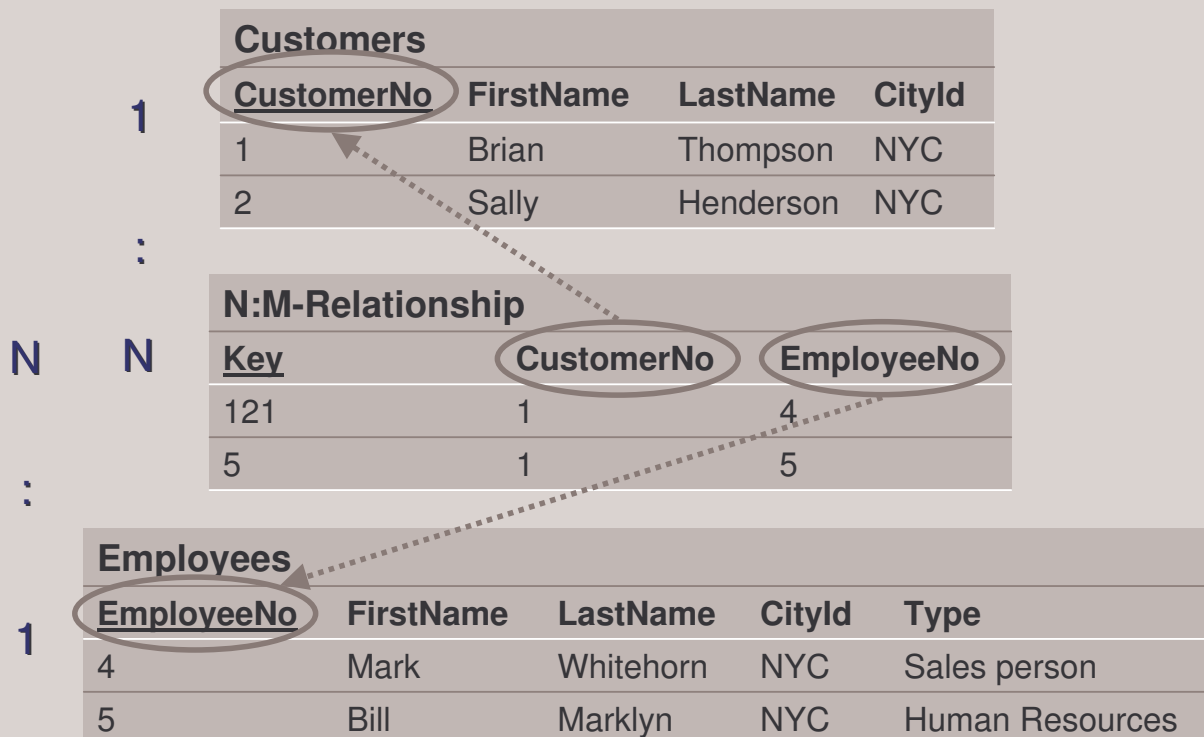 Customers
CustomerNo FirstName LastName CityId
1
1 Brian Thompson NYC
2 Sally Henderson NYC
:
N:M-Relationship
N N
Key CustomerNo EmployeeNo
121 1 4
5 1 5
:
Employees
EmployeeNo FirstName LastName CityId Type
1
4 Mark Whitehorn NYC Sales person
5 Bill Marklyn NYC Human Resources